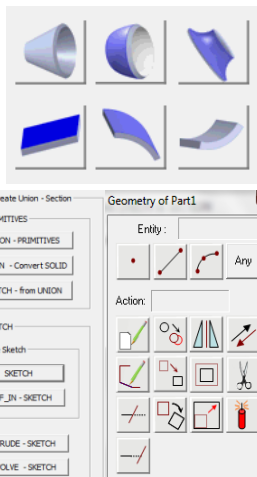 eate Union - Section
Geometry of Part1
MITIVES
Entity :
ON - PRIMITIVES
Any
N - Convert SOLID
TCH - from UNION
Action:
TCH
Sketch
SKETCH
F_IN - SKETCH
RUDE - SKETCH
OLVE - SKETCH